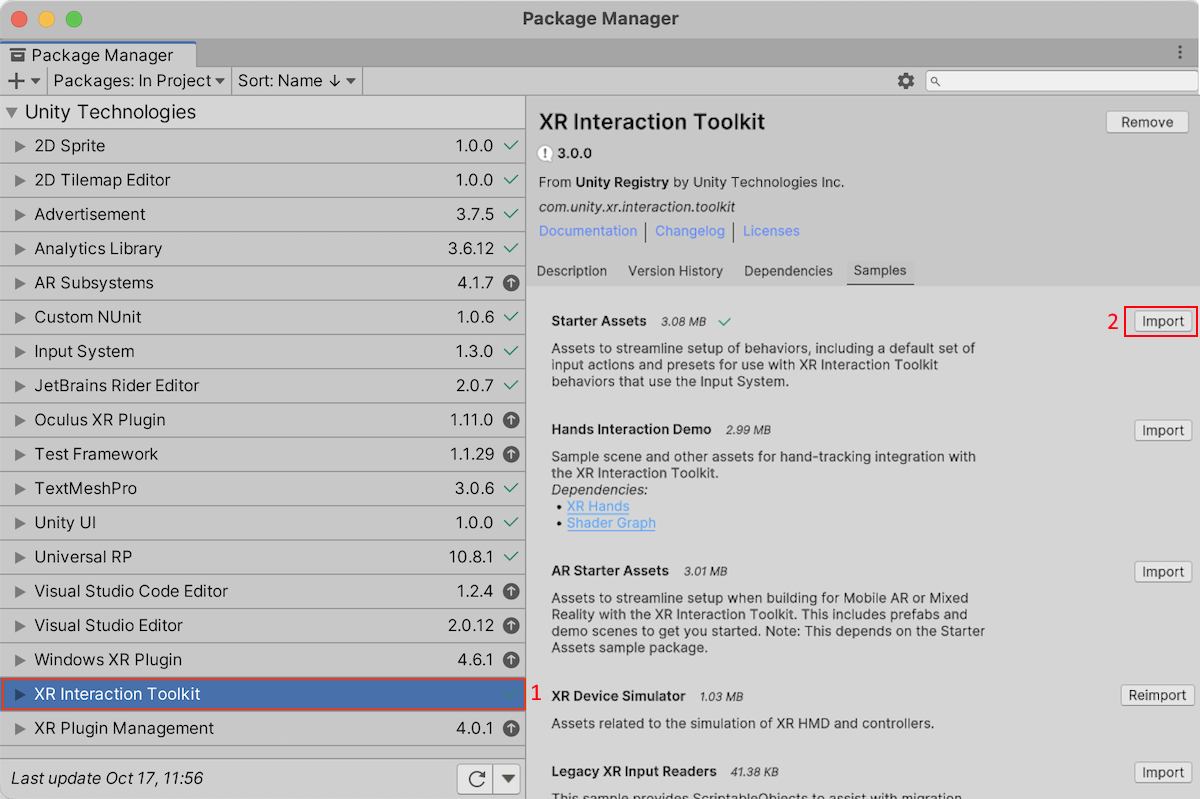 Package Manager
Package Manager
Packages: In Project
Sort: Name ↓
Unity Technologies
2D Sprite 1.0.0
2D Tilemap Editor 1.0.0
Advertisement 3.7.5
Analytics Library 3.6.12
AR Subsystems 4.1.7
Custom NUnit 1.0.6
Input System 1.3.0
JetBrains Rider Editor 2.0.7
Oculus XR Plugin 1.11.0
Test Framework 1.1.29
TextMeshPro 3.0.6
Unity UI 1.0.0
Universal RP 10.8.1
Visual Studio Code Editor 1.2.4
Visual Studio Editor 2.0.12
Windows XR Plugin 4.6.1
XR Interaction Toolkit
1
XR Plugin Management 4.0.1
Last update Oct 17, 11:56
XR Interaction Toolkit
Remove
3.0.0
From Unity Registry by Unity Technologies Inc.
com.unity.xr.interaction.toolkit
Documentation | Changelog | Licenses
Description Version History Dependencies Samples
Starter Assets 3.08 MB
2 Import
Assets to streamline setup of behaviors, including a default set of
input actions and presets for use with XR Interaction Toolkit
behaviors that use the Input System.
Hands Interaction Demo 2.99 MB
Import
Sample scene and other assets for hand-tracking integration with
the XR Interaction Toolkit.
Dependencies:
• XR Hands
• Shader Graph
AR Starter Assets 3.01 MB
Import
Assets to streamline setup when building for Mobile AR or Mixed
Reality with the XR Interaction Toolkit. This includes prefabs and
demo scenes to get you started. Note: This depends on the Starter
Assets sample package.
XR Device Simulator 1.03 MB
Reimport
Assets related to the simulation of XR HMD and controllers.
Legacy XR Input Readers 41.38 KB
Import
This sample provides ScriptableObjects to assist with migration